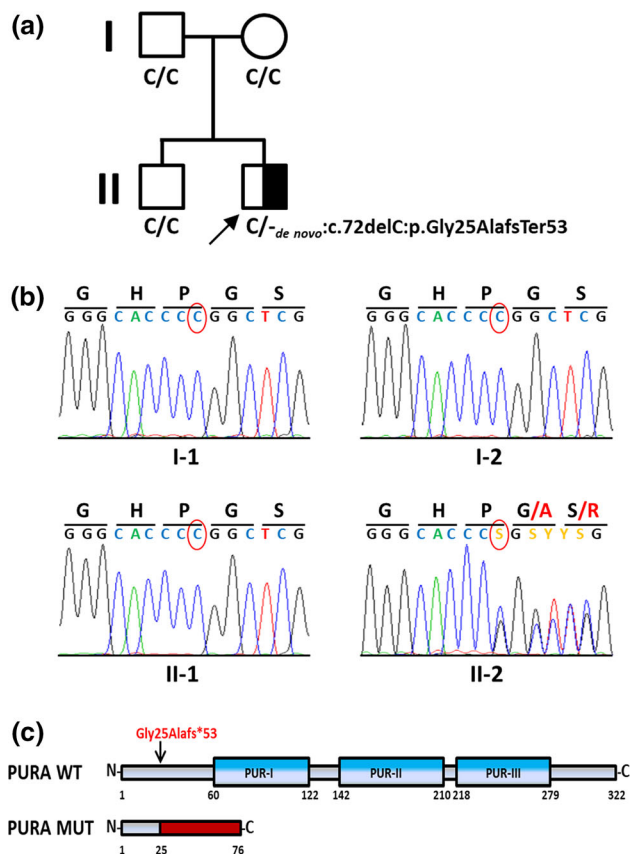 (a)
I
C/C C/C
II
C/C C/-de novo:c.72delC:p.Gly25AlafsTer53
(b)
G H P G S G H P G S
G G G C A C C C C G G C T C G G G G C A C C C C G G C T C G
I-1 I-2
G H P G S G H P G/A S/R
G G G C A C C C C G G C T C G G G G C A C C C S G S Y Y S G
II-1 II-2
(c)
Gly25Alafs*53
PURA WT N- PUR-I PUR-II PUR-III -C
1 60 122 142 210 218 279 322
PURA MUT N- -C
1 25 76